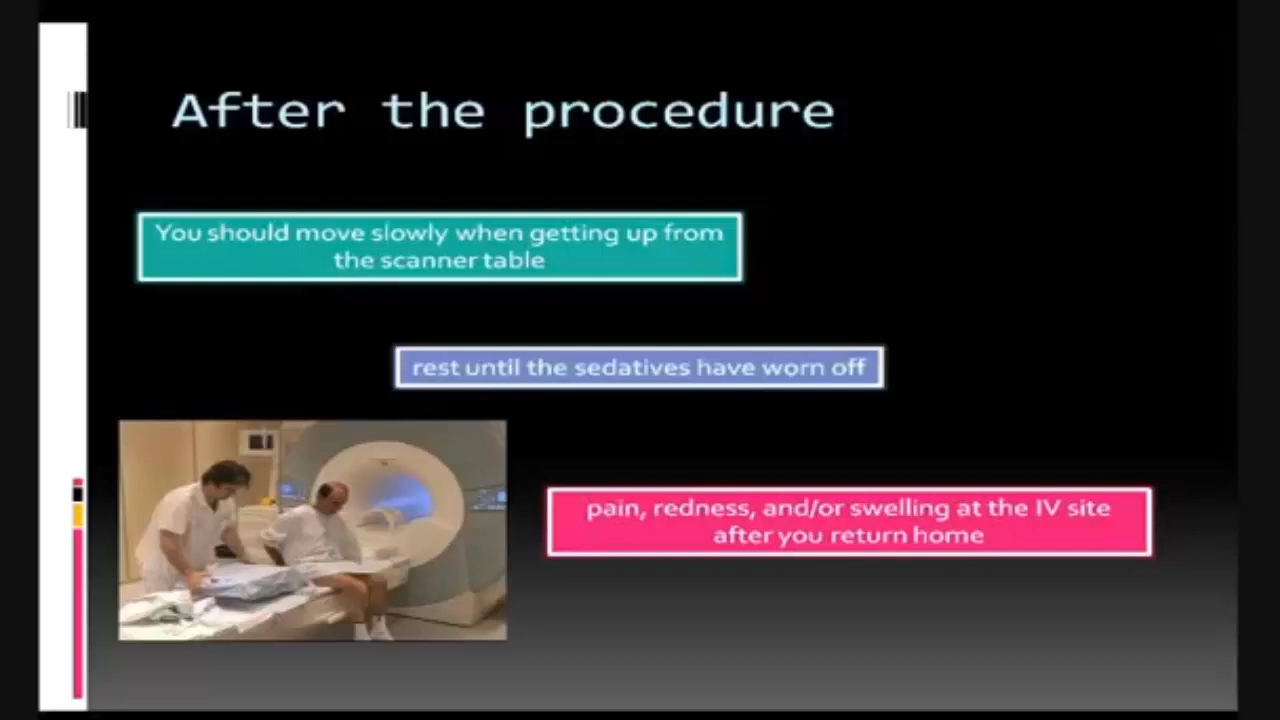 After the procedure
You should move slowly when getting up from
the scanner table
rest until the sedatives have worn off
pain, redness, and/or swelling at the IV site
after you return home